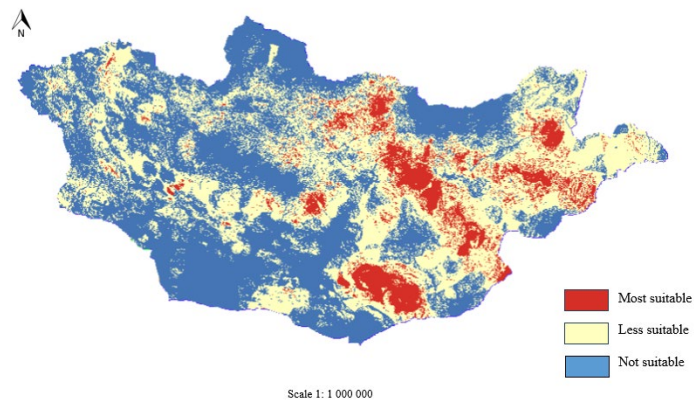 N
Most suitable
Less suitable
Not suitable
Scale 1: 1 000 000